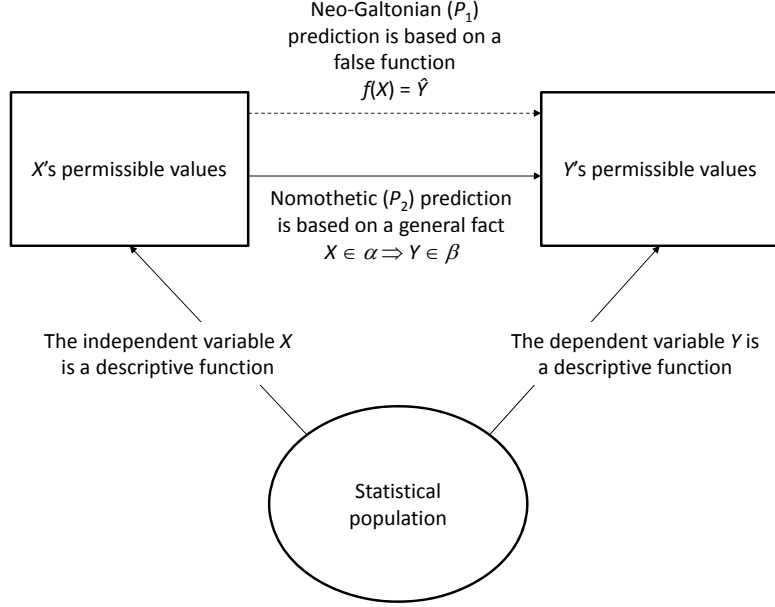 Neo-Galtonian (P₁)
prediction is based on a
false function
f(X) = Ŷ
X's permissible values
Y's permissible values
Nomothetic (P₂) prediction
is based on a general fact
X ∈ α ⇒ Y ∈ β
The independent variable X
is a descriptive function
The dependent variable Y is
a descriptive function
Statistical
population